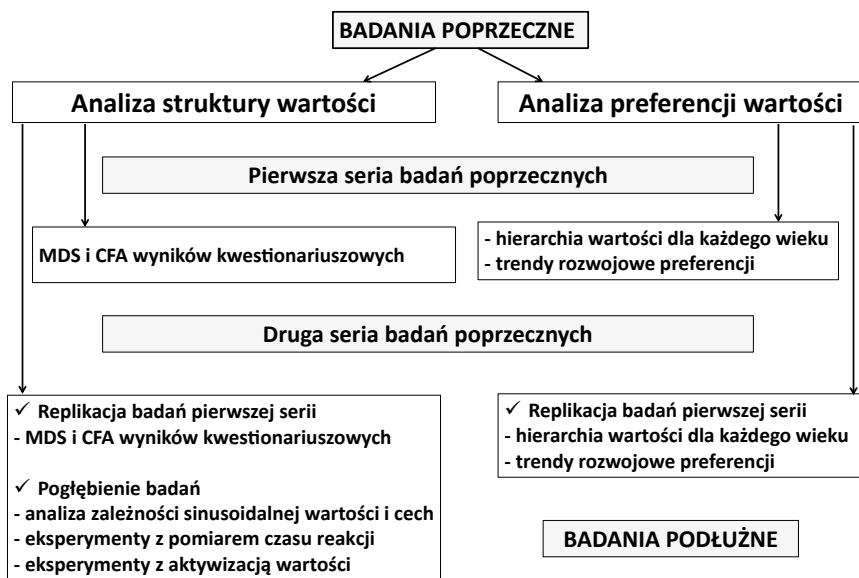 BADANIA POPRZECZNE
Analiza struktury wartości
Analiza preferencji wartości
Pierwsza seria badań poprzecznych
MDS i CFA wyników kwestionariuszowych
- hierarchia wartości dla każdego wieku
- trendy rozwojowe preferencji
Druga seria badań poprzecznych
✓ Replikacja badań pierwszej serii
- MDS i CFA wyników kwestionariuszowych
✓ Pogłębienie badań
- analiza zależności sinusoidalnej wartości i cech
- eksperymenty z pomiarem czasu reakcji
- eksperymenty z aktywizacją wartości
✓ Replikacja badań pierwszej serii
- hierarchia wartości dla każdego wieku
- trendy rozwojowe preferencji
BADANIA PODŁUŻNE